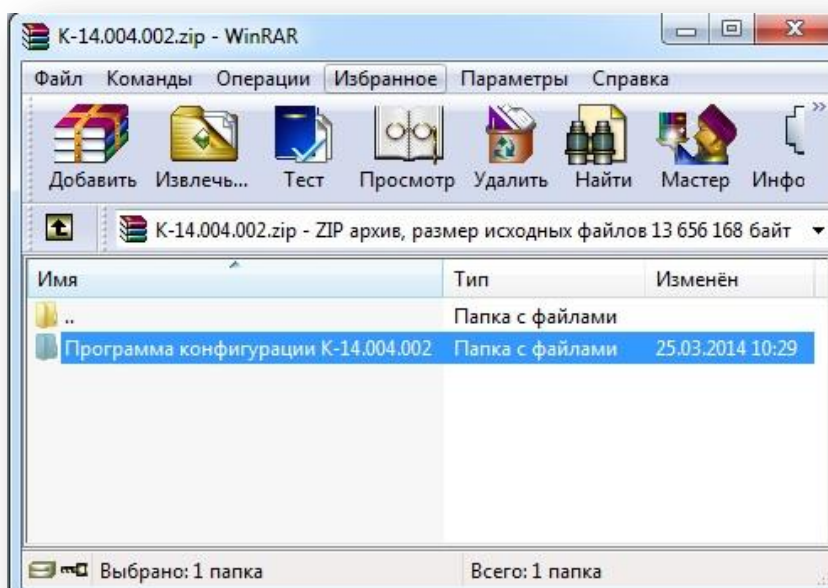 K-14.004.002.zip - WinRAR
Файл Команды Операции Избранное Параметры Справка
Добавить Извлечь... Тест Просмотр Удалить Найти Мастер Инфо
K-14.004.002.zip - ZIP архив, размер исходных файлов 13 656 168 байт
Имя Тип Изменён
.. Папка с файлами
Программа конфигурации К-14.004.002 Папка с файлами 25.03.2014 10:29
Выбрано: 1 папка Всего: 1 папка